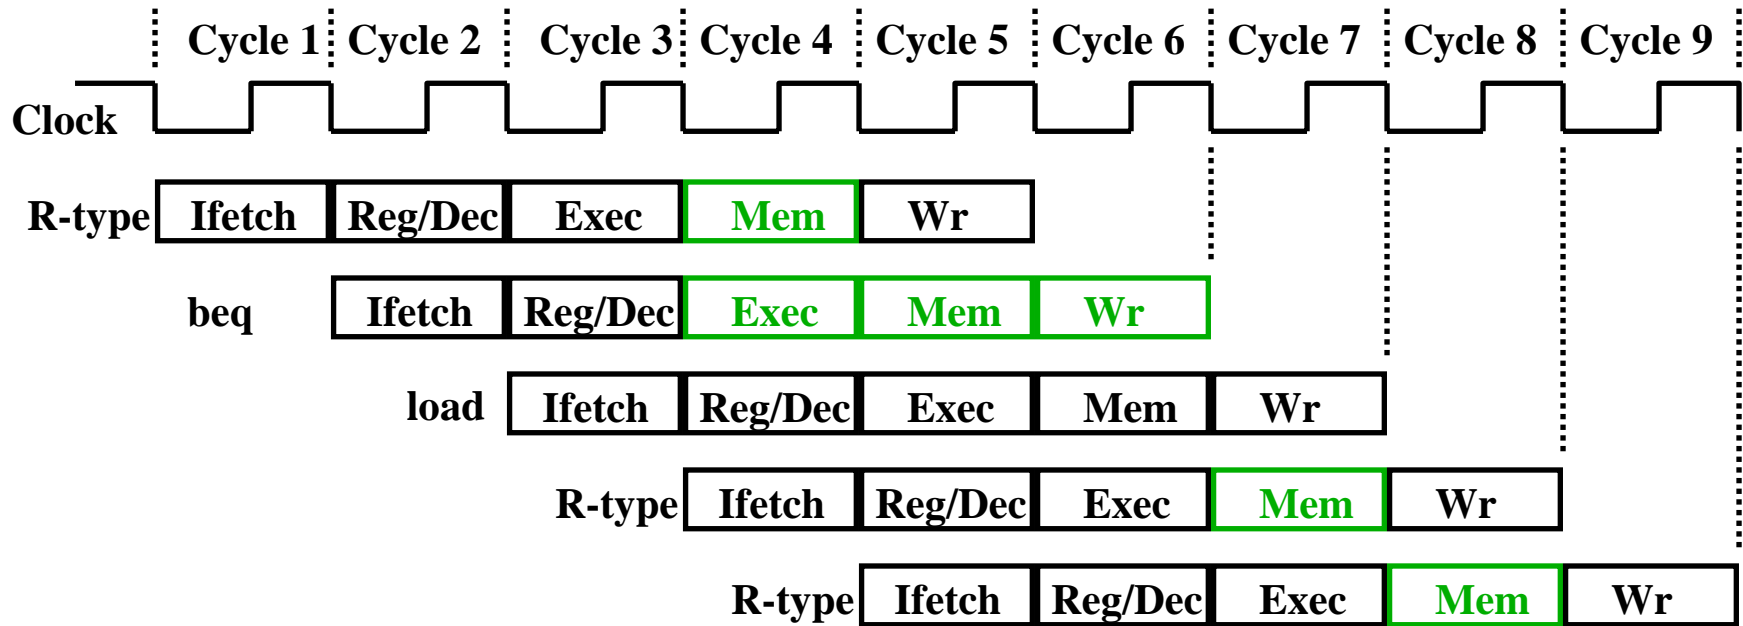 Cycle 1 Cycle 2 Cycle 3 Cycle 4 Cycle 5 Cycle 6 Cycle 7 Cycle 8 Cycle 9
Clock
R-type Ifetch Reg/Dec Exec Mem Wr
beq Ifetch Reg/Dec Exec Mem Wr
load Ifetch Reg/Dec Exec Mem Wr
R-type Ifetch Reg/Dec Exec Mem Wr
R-type Ifetch Reg/Dec Exec Mem Wr